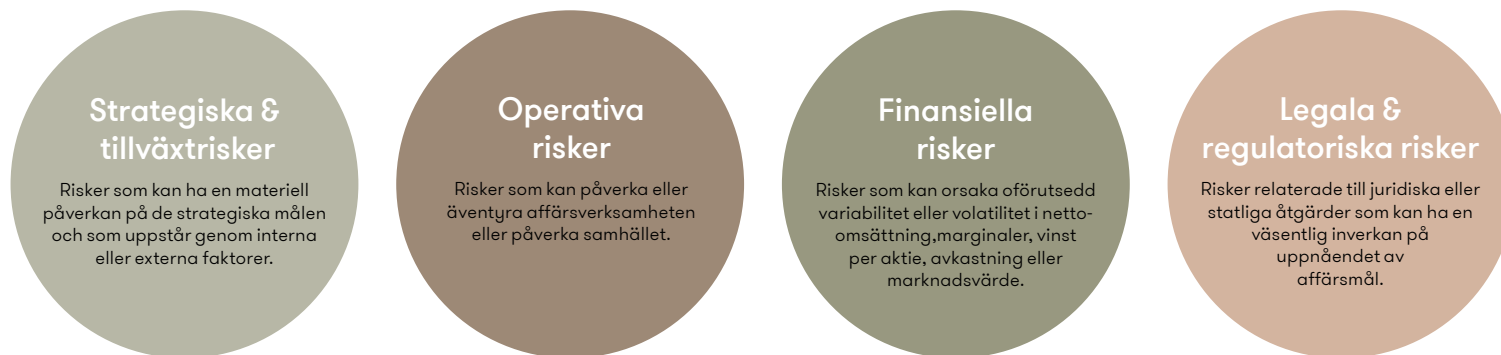 Strategiska &
tillväxtrisker
Risker som kan ha en materiell
påverkan på de strategiska målen
och som uppstår genom interna
eller externa faktorer.
Operativa
risker
Risker som kan påverka eller
äventyra affärsverksamheten
eller påverka samhället.
Finansiella
risker
Risker som kan orsaka oförutsedd
variabilitet eller volatilitet i netto-
omsättning,marginaler, vinst
per aktie, avkastning eller
marknadsvärde.
Legala &
regulatoriska risker
Risker relaterade till juridiska eller
statliga åtgärder som kan ha en
väsentlig inverkan på
uppnåendet av
affärsmål.